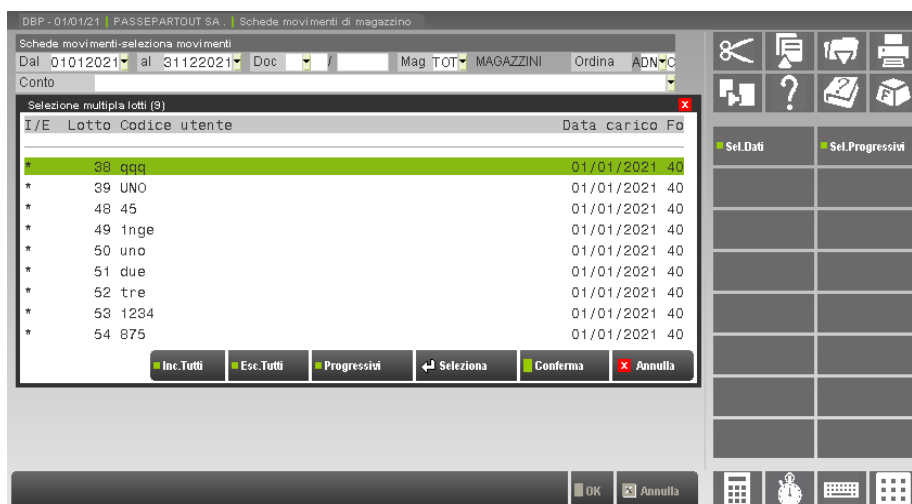 DBP - 01/01/21 | PASSEPARTOUT SA . | Schede movimenti di magazzino
Schede movimenti-seleziona movimenti
Dal 01012021 al 31122021 Doc / Mag TOT MAGAZZINI Ordina ADN C
Conto
Selezione multipla lotti (9)
I/E Lotto Codice utente Data carico Fo
* 38 qqq 01/01/2021 40
* 39 UNO 01/01/2021 40
* 48 45 01/01/2021 40
* 49 1nge 01/01/2021 40
* 50 uno 01/01/2021 40
* 51 due 01/01/2021 40
* 52 tre 01/01/2021 40
* 53 1234 01/01/2021 40
* 54 875 01/01/2021 40
Inc.Tutti Esc.Tutti Progressivi Seleziona Conferma Annulla
Sel.Dati Sel.Progressivi
OK Annulla